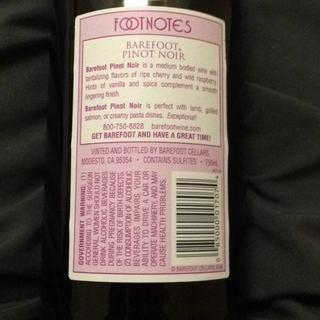 FOOTNOTES
BAREFOOT®
PINOT NOIR
Barefoot Pinot Noir is a medium bodied wine with
tantalizing flavors of ripe cherry and wild raspberry.
Hints of vanilla and spice complement a smooth
lingering finish.
Barefoot Pinot Noir is perfect with lamb, grilled
salmon, or creamy pasta dishes. Exceptional!
800-750-8828 barefootwine.com
GET BAREFOOT AND HAVE A GREAT TIME!
VINTED AND BOTTLED BY BAREFOOT CELLARS,
MODESTO, CA 95354 • CONTAINS SULFITES • 750mL
GOVERNMENT WARNING: (1)
ACCORDING TO THE SURGEON
GENERAL, WOMEN SHOULD NOT
DRINK ALCOHOLIC BEVERAGES
DURING PREGNANCY BECAUSE
OF THE RISK OF BIRTH DEFECTS.
(2) CONSUMPTION OF ALCOHOLIC
BEVERAGES IMPAIRS YOUR
ABILITY TO DRIVE A CAR OR
OPERATE MACHINERY, AND MAY
CAUSE HEALTH PROBLEMS.
© BAREFOOT CELLARS